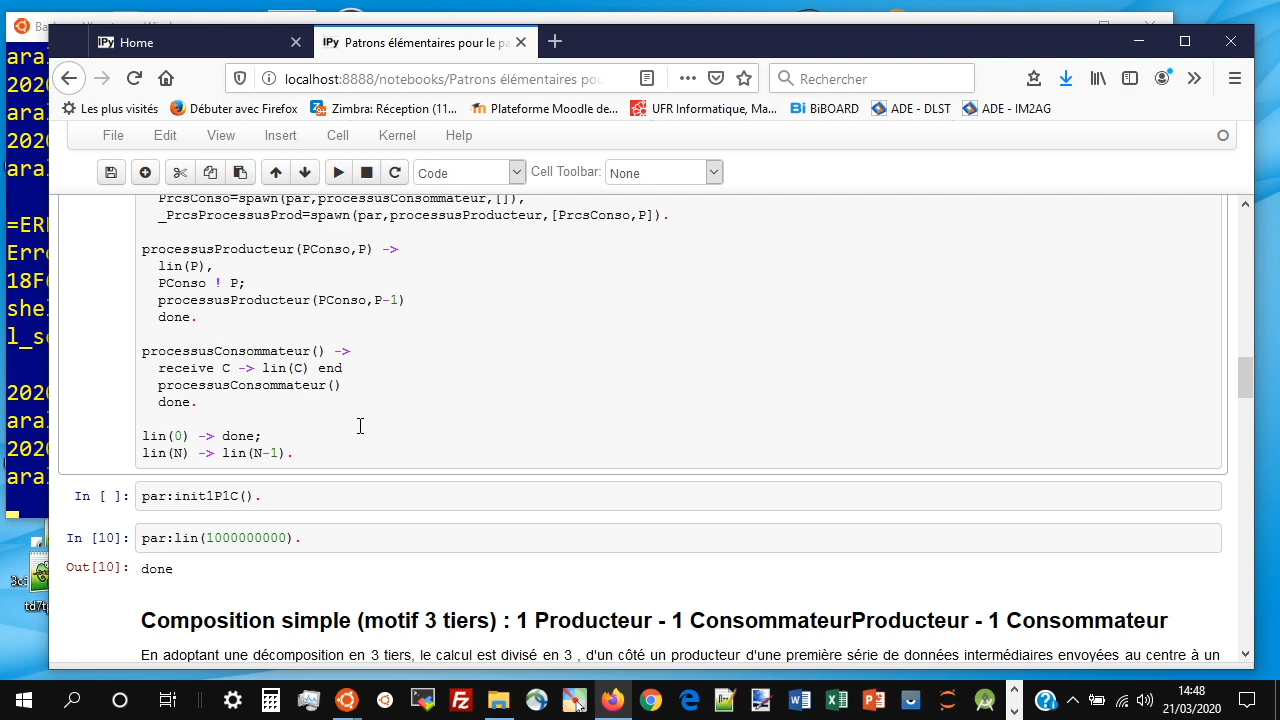 Home
Patrons élémentaires pour le pa
localhost:8888/notebooks/Patrons élémentaires pou
Rechercher
Les plus visités
Débuter avec Firefox
Zimbra: Réception (11...
Plateforme Moodle de...
UFR Informatique, Ma...
BiBOARD
ADE - DLST
ADE - IM2AG
File Edit View Insert Cell Kernel Help
Code
Cell Toolbar:
None
PrcsConso=spawn(par,processusConsommateur,[]),
_PrcsProcessusProd=spawn(par,processusProducteur,[PrcsConso,P]).
processusProducteur(PConso,P) ->
lin(P),
PConso ! P;
processusProducteur(PConso,P-1)
done.
processusConsommateur() ->
receive C -> lin(C) end
processusConsommateur()
done.
lin(0) -> done;
lin(N) -> lin(N-1).
In [ ]: par:init1P1C().
In [10]: par:lin(1000000000).
Out[10]: done
Composition simple (motif 3 tiers) : 1 Producteur - 1 ConsommateurProducteur - 1 Consommateur
En adoptant une décomposition en 3 tiers, le calcul est divisé en 3 , d'un côté un producteur d'une première série de données intermédiaires envoyées au centre à un
14:48
21/03/2020